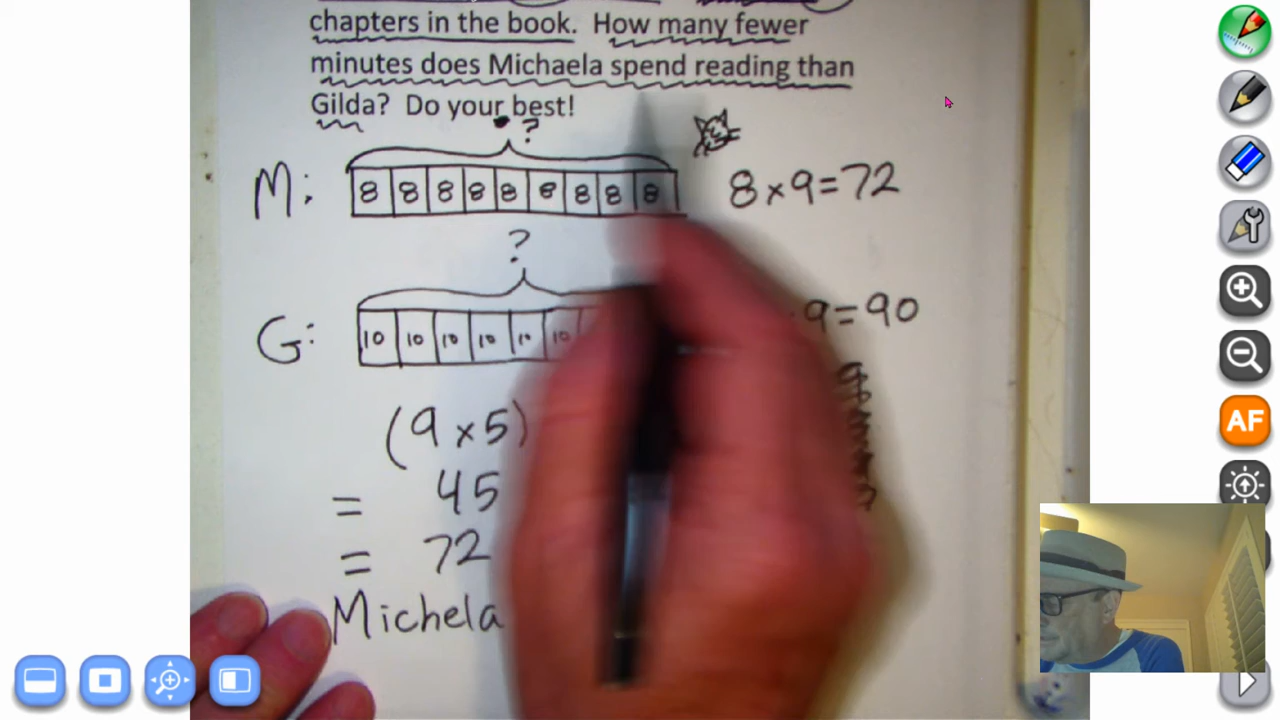 chapters in the book. How many fewer
minutes does Michaela spend reading than
Gilda? Do your best!
?
M: 8 8 8 8 8 8 8 8 8 8 x 9 = 72
?
G: 10 10 10 10 10 10 9 = 90
(9 x 5)
= 45
= 72
Michela
AF